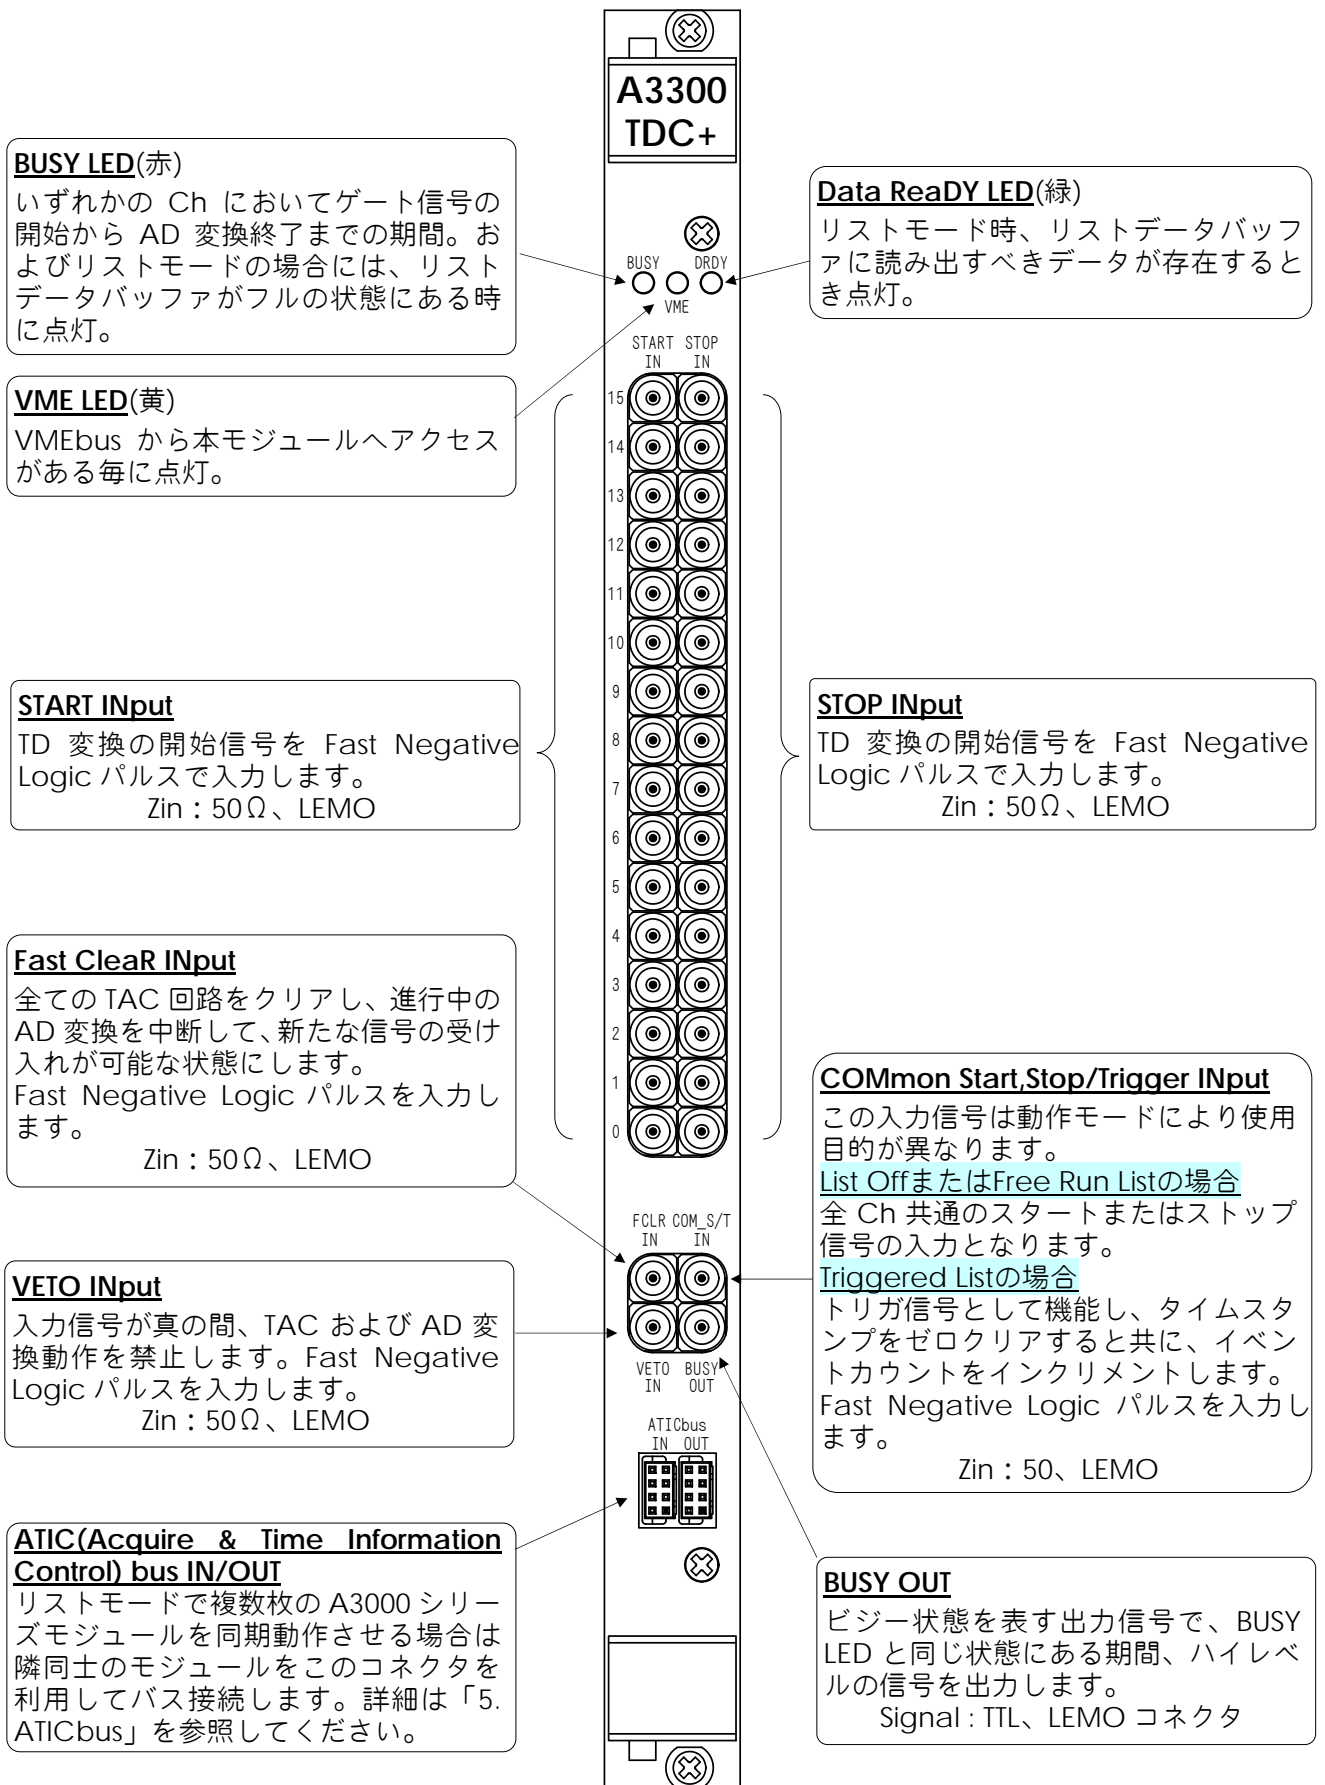 A3300
TDC+
BUSY LED(赤)
いずれかの Ch においてゲート信号の
開始から AD 変換終了までの期間。お
よびリストモードの場合には、リスト
データバッファがフルの状態にある時
に点灯。
VME LED(黄)
VMEbus から本モジュールへアクセス
がある毎に点灯。
START INput
TD 変換の開始信号を Fast Negative
Logic パルスで入力します。
Zin：50Ω、LEMO
Fast CleaR INput
全ての TAC 回路をクリアし、進行中の
AD 変換を中断して、新たな信号の受け
入れが可能な状態にします。
Fast Negative Logic パルスを入力し
ます。
Zin：50Ω、LEMO
VETO INput
入力信号が真の間、TAC および AD 変
換動作を禁止します。Fast Negative
Logic パルスを入力します。
Zin：50Ω、LEMO
ATIC(Acquire & Time Information
Control) bus IN/OUT
リストモードで複数枚の A3000 シリー
ズモジュールを同期動作させる場合は
隣同士のモジュールをこのコネクタを
利用してバス接続します。詳細は「5.
ATICbus」を参照してください。
BUSY DRDY
VME
START STOP
IN IN
15
14
13
12
11
10
9
8
7
6
5
4
3
2
1
0
FCLR COM_S/T
IN IN
VETO BUSY
IN OUT
ATICbus
IN OUT
Data ReaDY LED(緑)
リストモード時、リストデータバッフ
ァに読み出すべきデータが存在すると
き点灯。
STOP INput
TD 変換の開始信号を Fast Negative
Logic パルスで入力します。
Zin：50Ω、LEMO
COMmon Start,Stop/Trigger INput
この入力信号は動作モードにより使用
目的が異なります。
List OffまたはFree Run Listの場合
全 Ch 共通のスタートまたはストップ
信号の入力となります。
Triggered Listの場合
トリガ信号として機能し、タイムスタ
ンプをゼロクリアすると共に、イベン
トカウントをインクリメントします。
Fast Negative Logic パルスを入力し
ます。
Zin：50、LEMO
BUSY OUT
ビジー状態を表す出力信号で、BUSY
LED と同じ状態にある期間、ハイレベ
ルの信号を出力します。
Signal : TTL、LEMO コネクタ